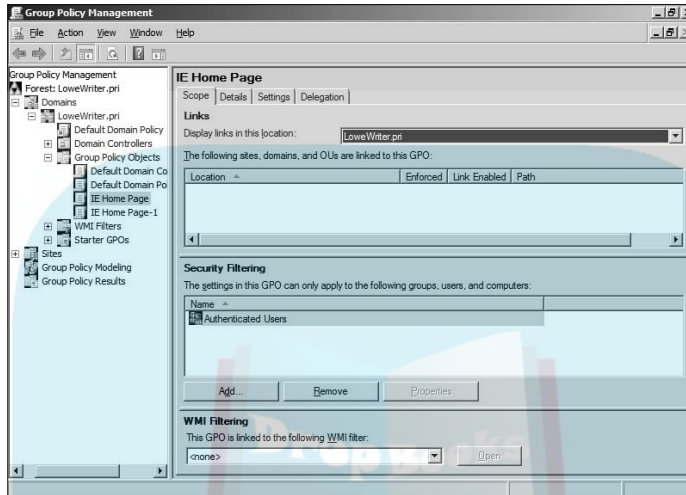 Group Policy Management
File Action View Window Help
Group Policy Management
Forest: LoweWriter.pri
Domains
LoweWriter.pri
Default Domain Policy
Domain Controllers
Group Policy Objects
Default Domain Co
Default Domain Po
IE Home Page
IE Home Page-1
WMI Filters
Starter GPOs
Sites
Group Policy Modeling
Group Policy Results
IE Home Page
Scope Details Settings Delegation
Links
Display links in this location: LoweWriter.pri
The following sites, domains, and OUs are linked to this GPO:
Location Enforced Link Enabled Path
Security Filtering
The settings in this GPO can only apply to the following groups, users, and computers:
Name
Authenticated Users
Add... Remove Properties
WMI Filtering
This GPO is linked to the following WMI filter:
<none> Open
DropBooks